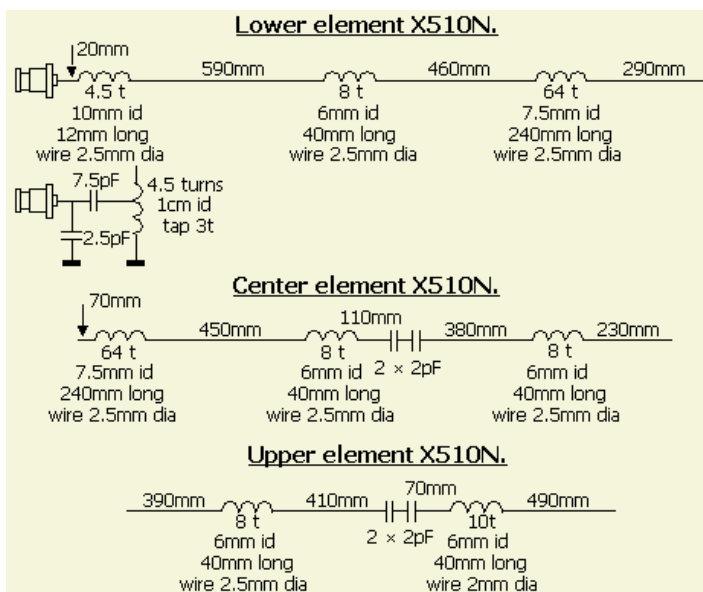 Lower element X510N.
20mm
590mm 460mm 290mm
4.5 t 8 t 64 t
10mm id 6mm id 7.5mm id
12mm long 40mm long 240mm long
wire 2.5mm dia wire 2.5mm dia wire 2.5mm dia
7.5pF 4.5 turns
1cm id
tap 3t
2.5pF
Center element X510N.
70mm
450mm 110mm 380mm 230mm
64 t 8 t 8 t
7.5mm id 6mm id 2 × 2pF 6mm id
240mm long 40mm long 40mm long
wire 2.5mm dia wire 2.5mm dia wire 2.5mm dia
Upper element X510N.
390mm 410mm 70mm 490mm
8 t 10t
6mm id 2 × 2pF 6mm id
40mm long 40mm long
wire 2.5mm dia wire 2mm dia